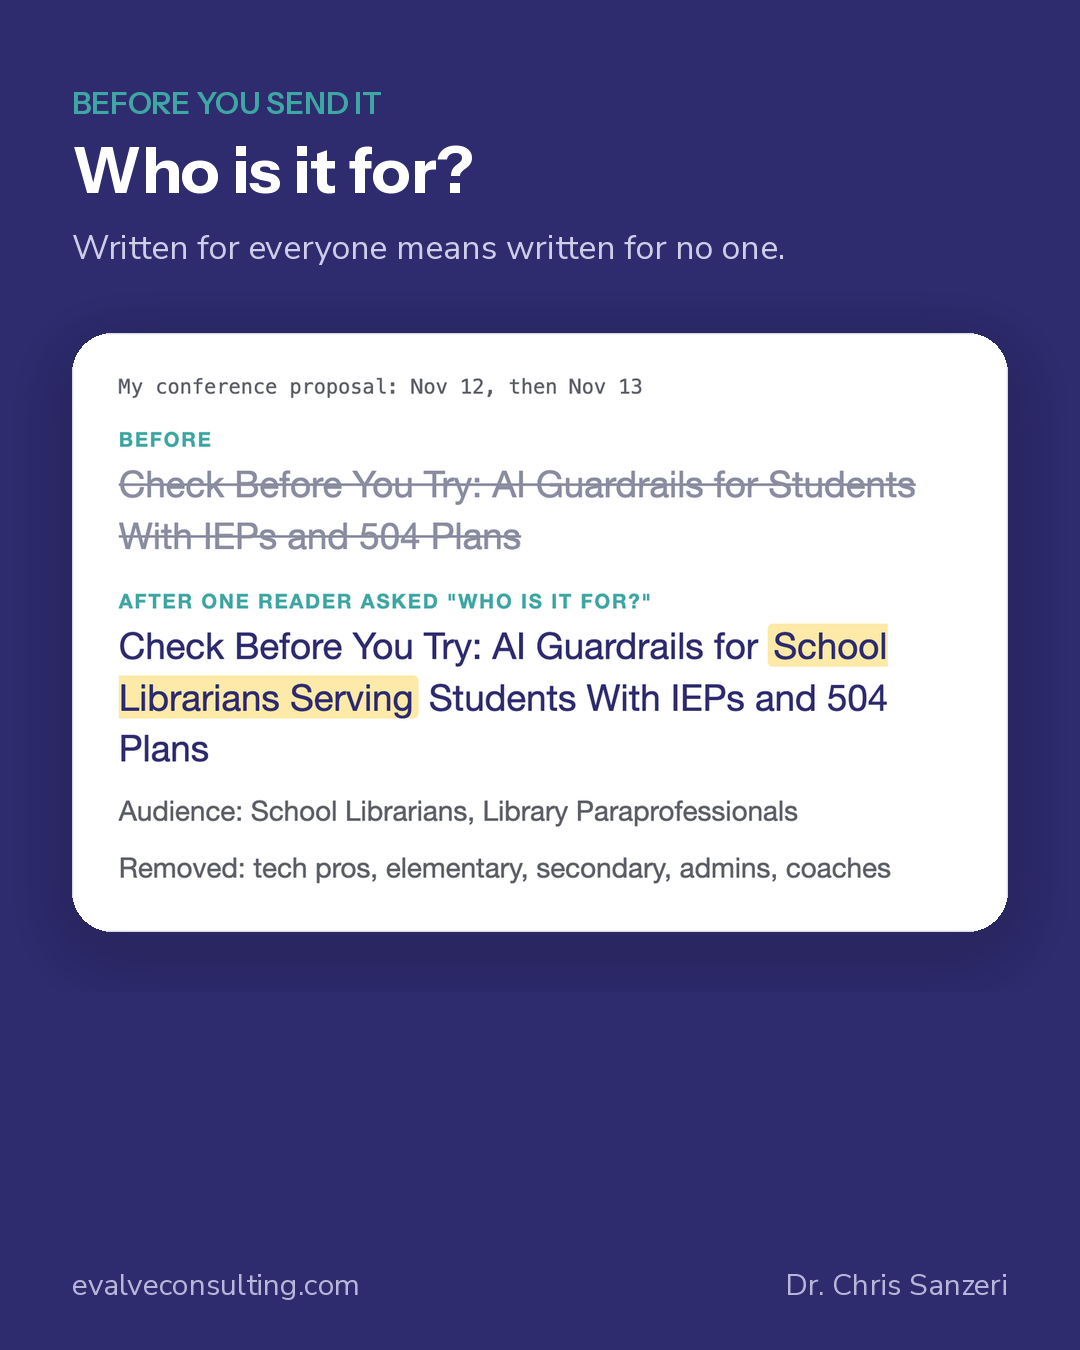 BEFORE YOU SEND IT
Who is it for?
Written for everyone means written for no one.
My conference proposal: Nov 12, then Nov 13
BEFORE
Check Before You Try: AI Guardrails for Students
With IEPs and 504 Plans
AFTER ONE READER ASKED "WHO IS IT FOR?"
Check Before You Try: AI Guardrails for School
Librarians Serving Students With IEPs and 504
Plans
Audience: School Librarians, Library Paraprofessionals
Removed: tech pros, elementary, secondary, admins, coaches
evalveconsulting.com
Dr. Chris Sanzeri